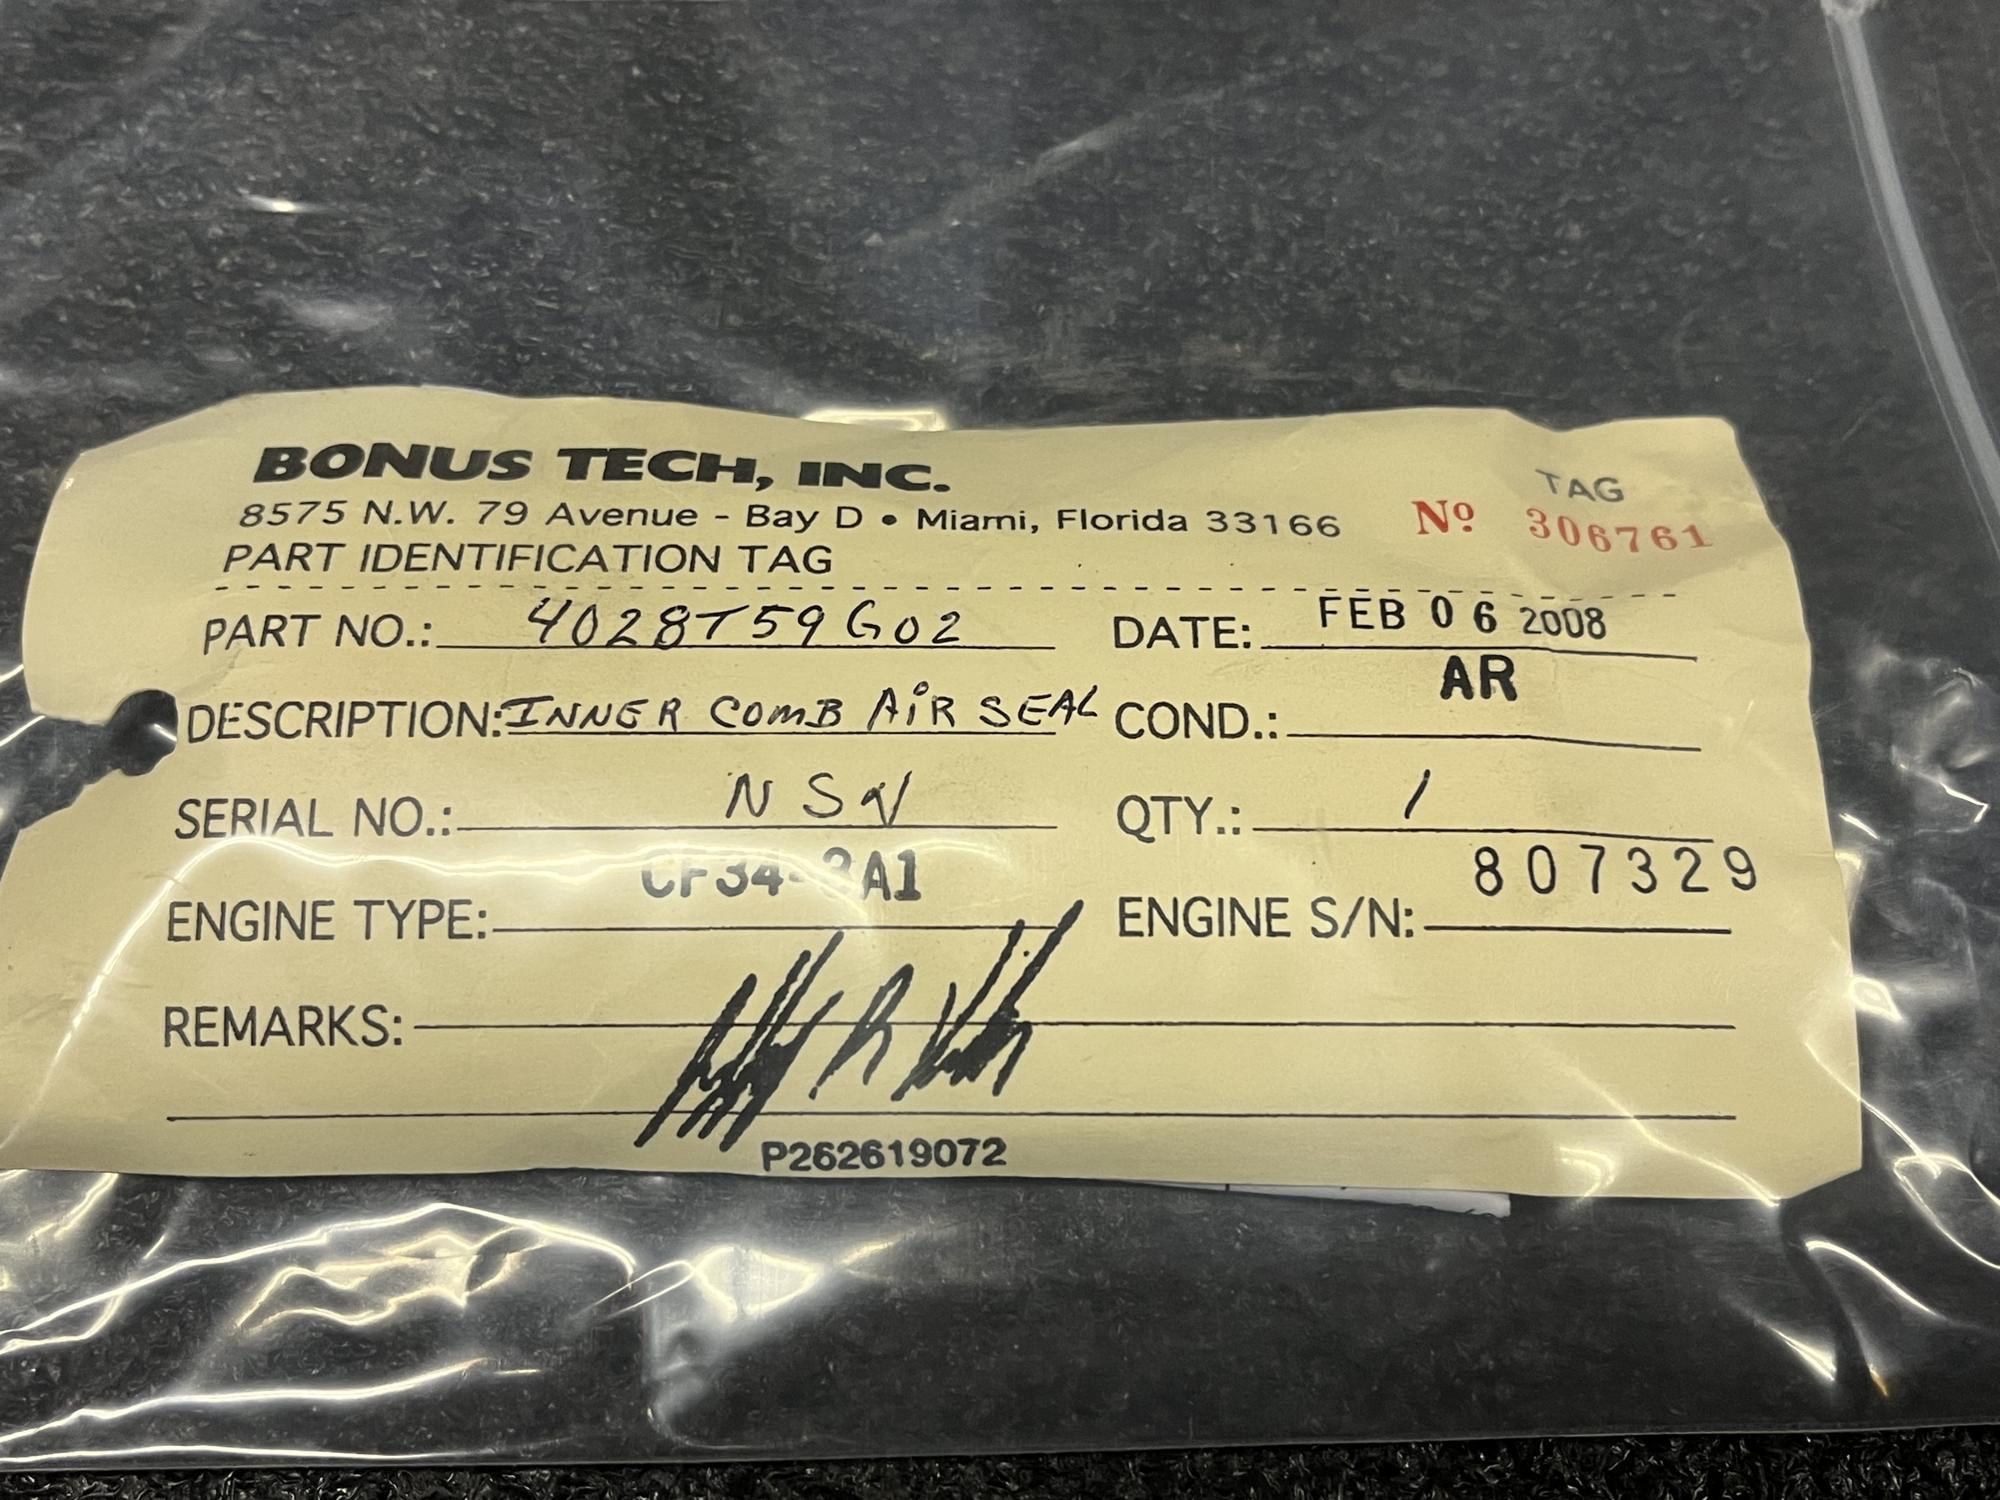 BONUS TECH, INC.
8575 N.W. 79 Avenue - Bay D • Miami, Florida 33166
TAG
Nº 306761
PART IDENTIFICATION TAG
PART NO.: 4028T59G02 DATE: FEB 06 2008
DESCRIPTION: INNER COMB AIR SEAL COND.: AR
SERIAL NO.: NSN QTY.: 1
ENGINE TYPE: CF34-3A1 ENGINE S/N: 807329
REMARKS:
P262619072